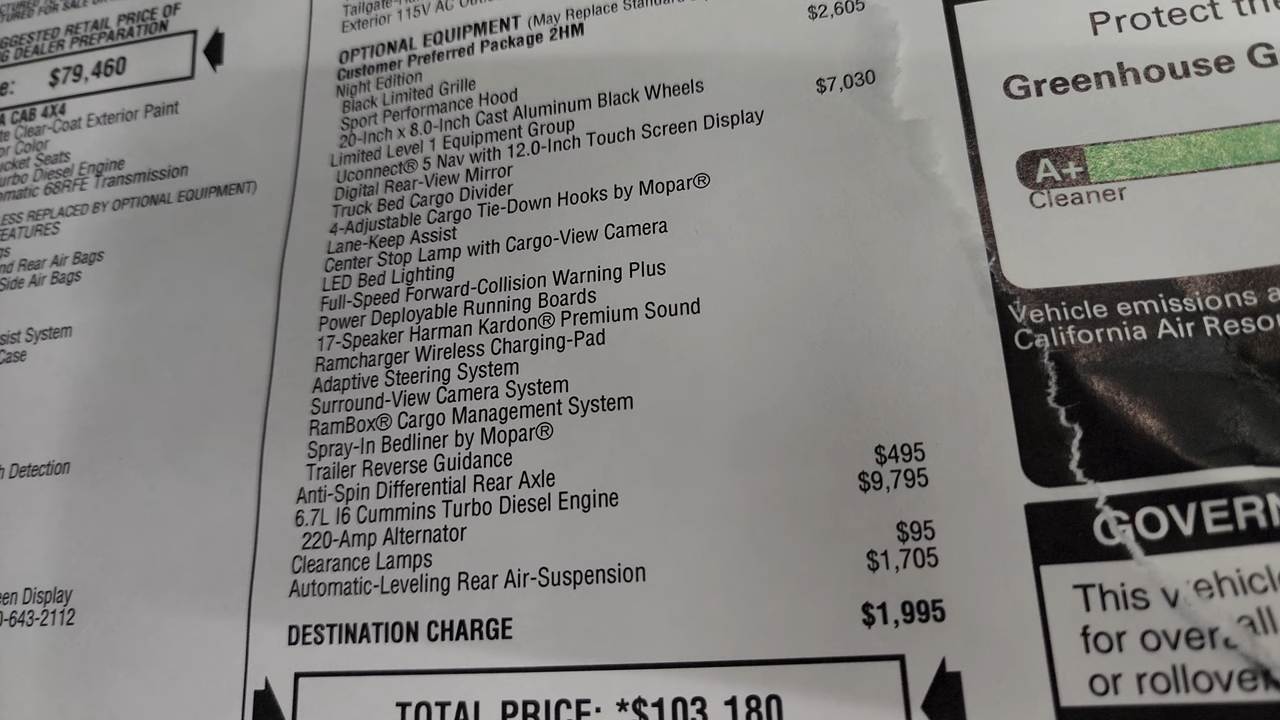 GGESTED RETAIL PRICE OF
G DEALER PREPARATION
e: $79,460
A CAB 4X4
te Clear-Coat Exterior Paint
or Color
cket Seats
urbo Diesel Engine
omatic 68RFE Transmission
ESS REPLACED BY OPTIONAL EQUIPMENT)
EATURES
gs
nd Rear Air Bags
Side Air Bags
sist System
Case
h Detection
een Display
0-643-2112
Exterior 115V AC
OPTIONAL EQUIPMENT (May Replace Standard
Customer Preferred Package 2HM
Night Edition $2,605
Black Limited Grille
Sport Performance Hood
20-Inch x 8.0-Inch Cast Aluminum Black Wheels
Limited Level 1 Equipment Group $7,030
Uconnect® 5 Nav with 12.0-Inch Touch Screen Display
Digital Rear-View Mirror
Truck Bed Cargo Divider
4-Adjustable Cargo Tie-Down Hooks by Mopar®
Lane-Keep Assist
Center Stop Lamp with Cargo-View Camera
LED Bed Lighting
Full-Speed Forward-Collision Warning Plus
Power Deployable Running Boards
17-Speaker Harman Kardon® Premium Sound
Ramcharger Wireless Charging-Pad
Adaptive Steering System
Surround-View Camera System
RamBox® Cargo Management System
Spray-In Bedliner by Mopar®
Trailer Reverse Guidance
Anti-Spin Differential Rear Axle $495
6.7L I6 Cummins Turbo Diesel Engine $9,795
220-Amp Alternator
Clearance Lamps $95
Automatic-Leveling Rear Air-Suspension $1,705
DESTINATION CHARGE $1,995
TOTAL PRICE: *$103,180
Protect the
Greenhouse G
A+
Cleaner
Vehicle emissions a
California Air Resou
GOVERN
This vehicle
for overall
or rollover